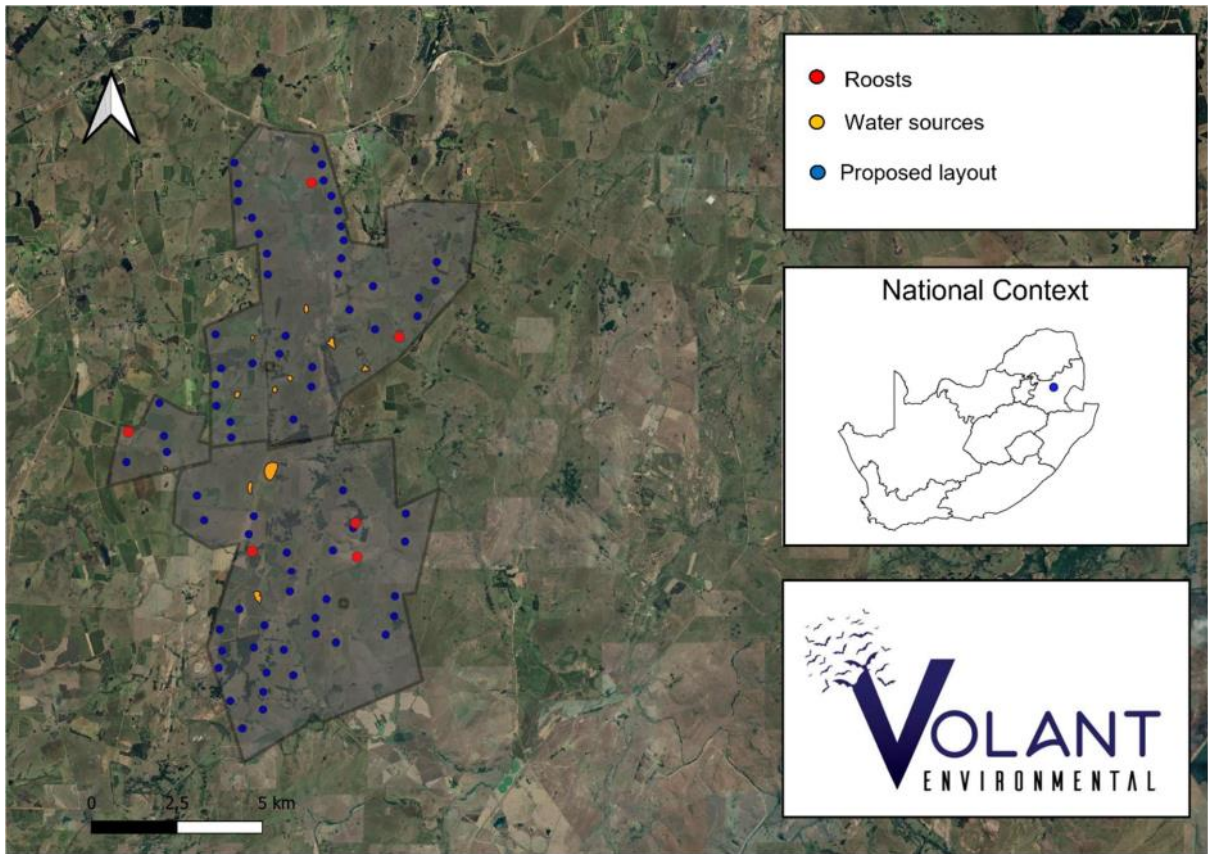 Roosts
Water sources
Proposed layout
National Context
VOLANT
ENVIRONMENTAL
0 2,5 5 km